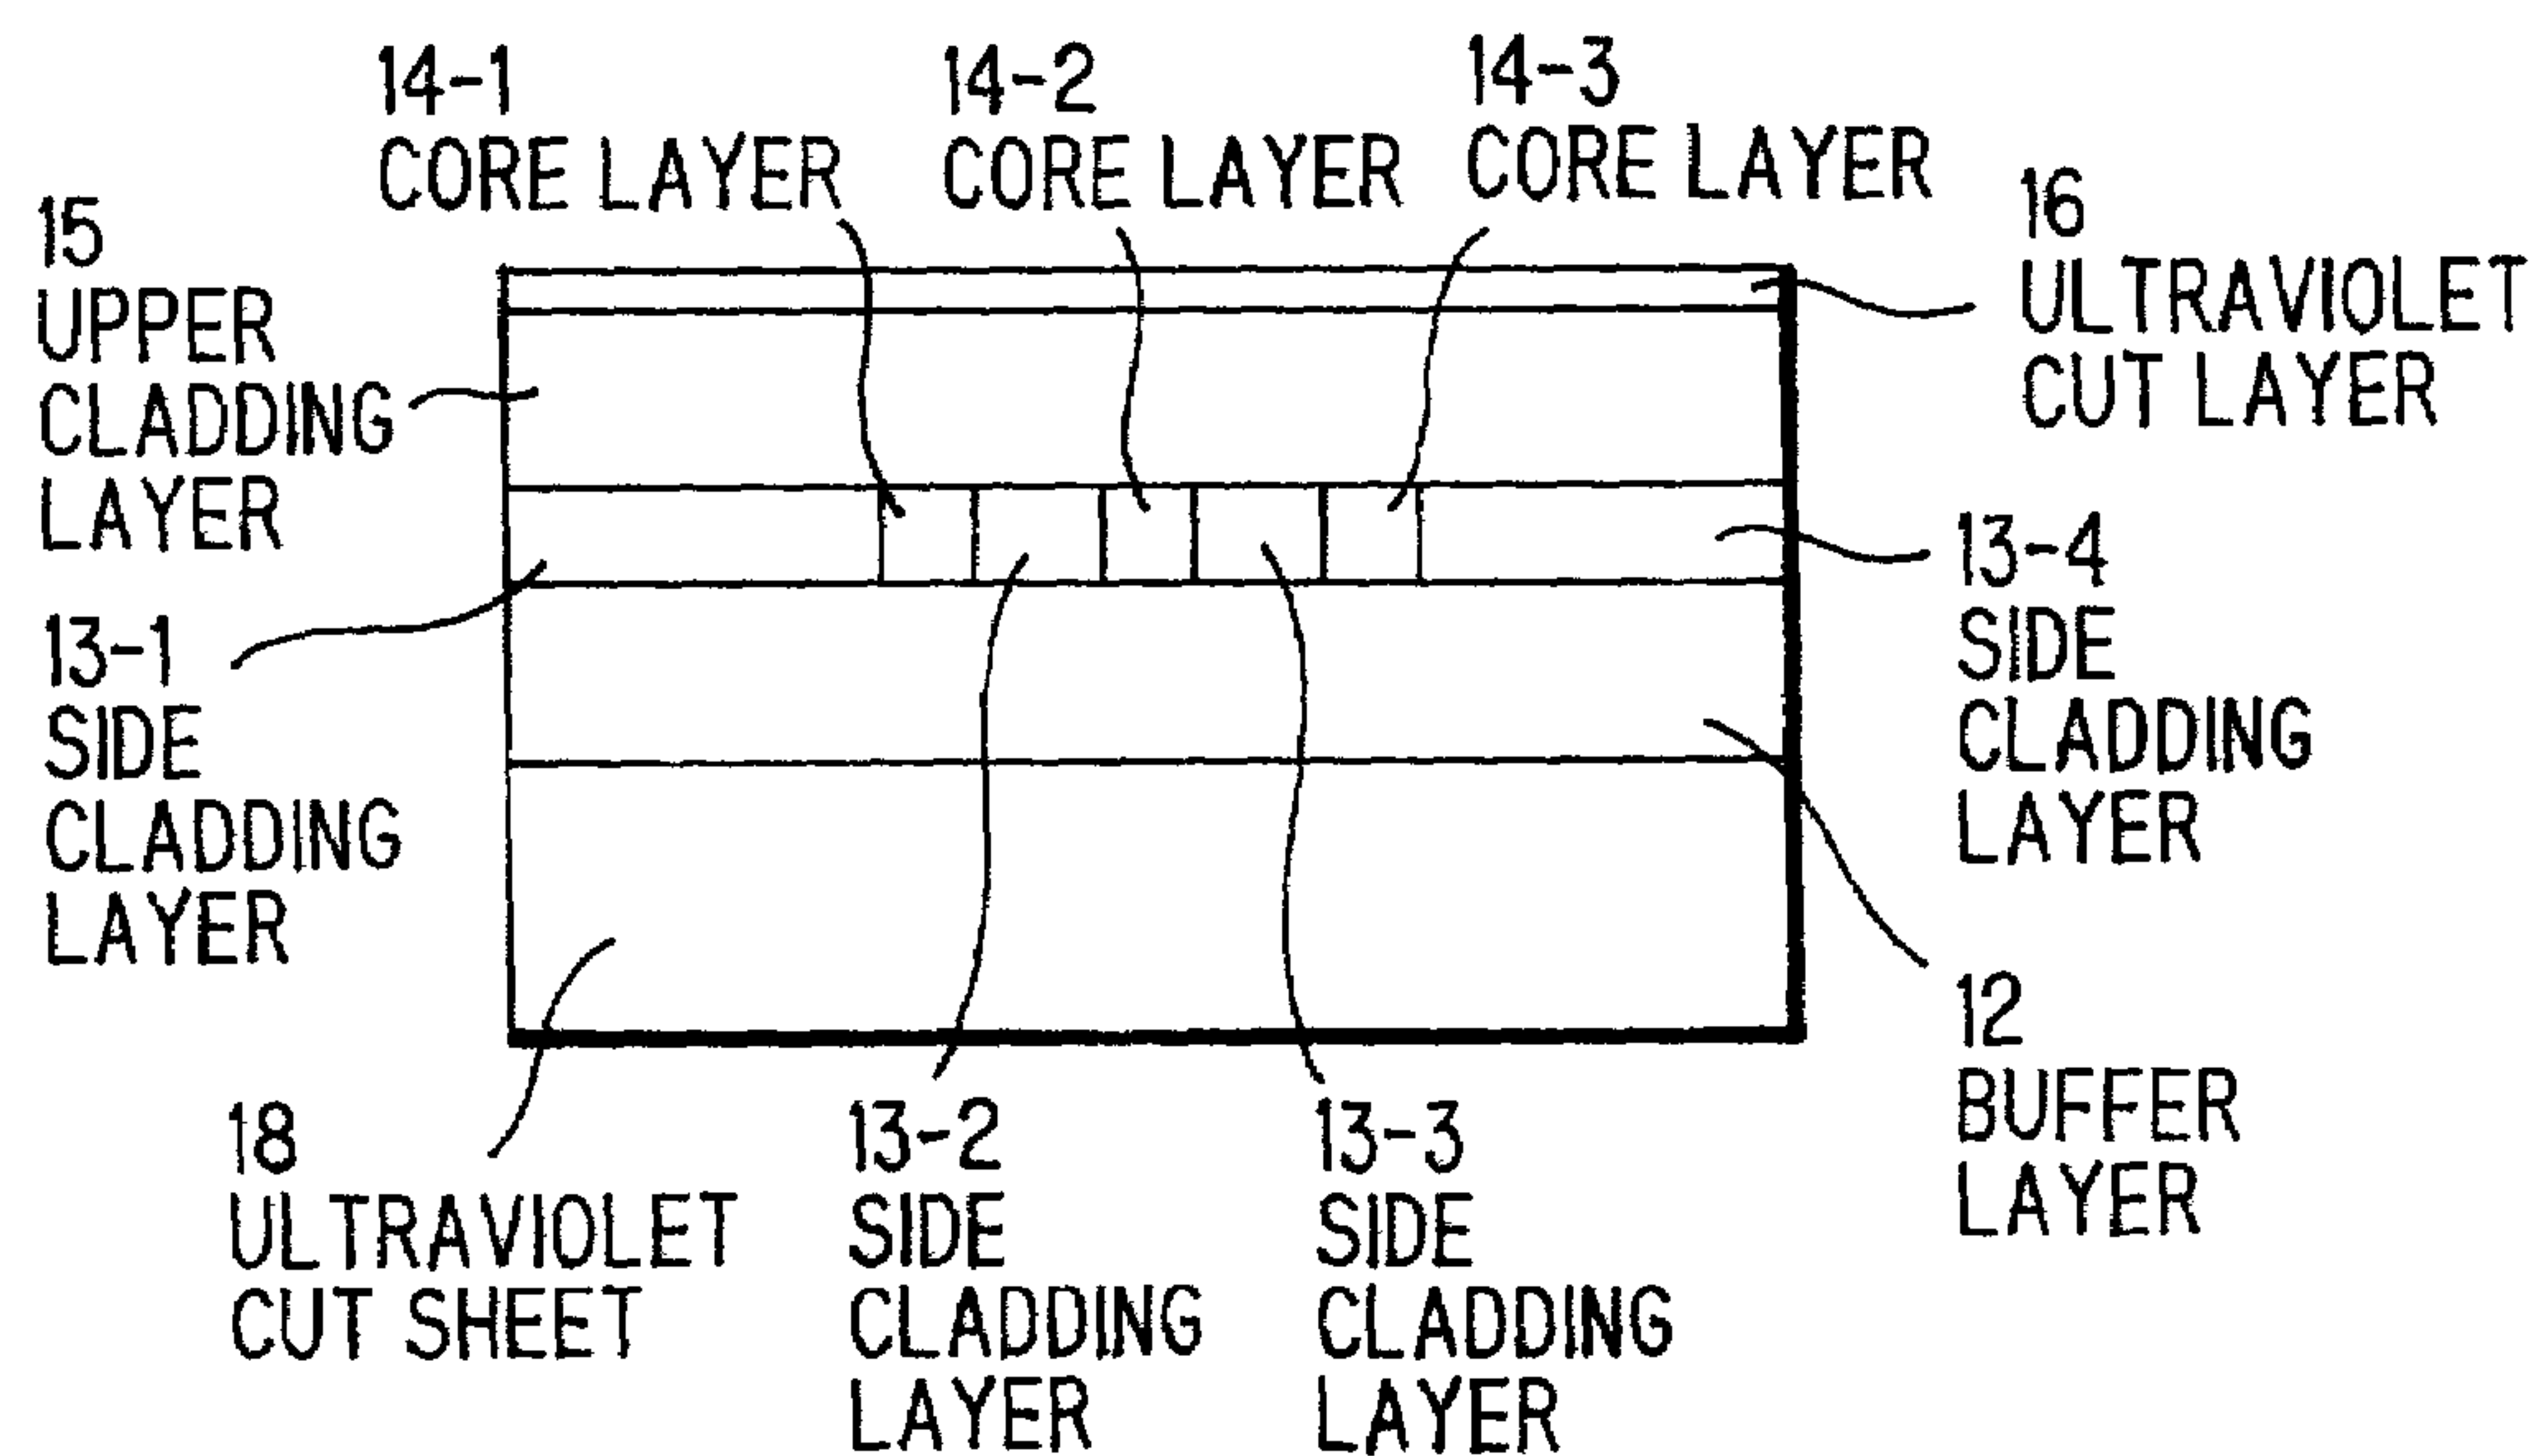 14-1
CORE LAYER
14-2
CORE LAYER
14-3
CORE LAYER
15
UPPER
CLADDING
LAYER
16
ULTRAVIOLET
CUT LAYER
13-1
SIDE
CLADDING
LAYER
13-4
SIDE
CLADDING
LAYER
12
BUFFER
LAYER
18
ULTRAVIOLET
CUT SHEET
13-2
SIDE
CLADDING
LAYER
13-3
SIDE
CLADDING
LAYER